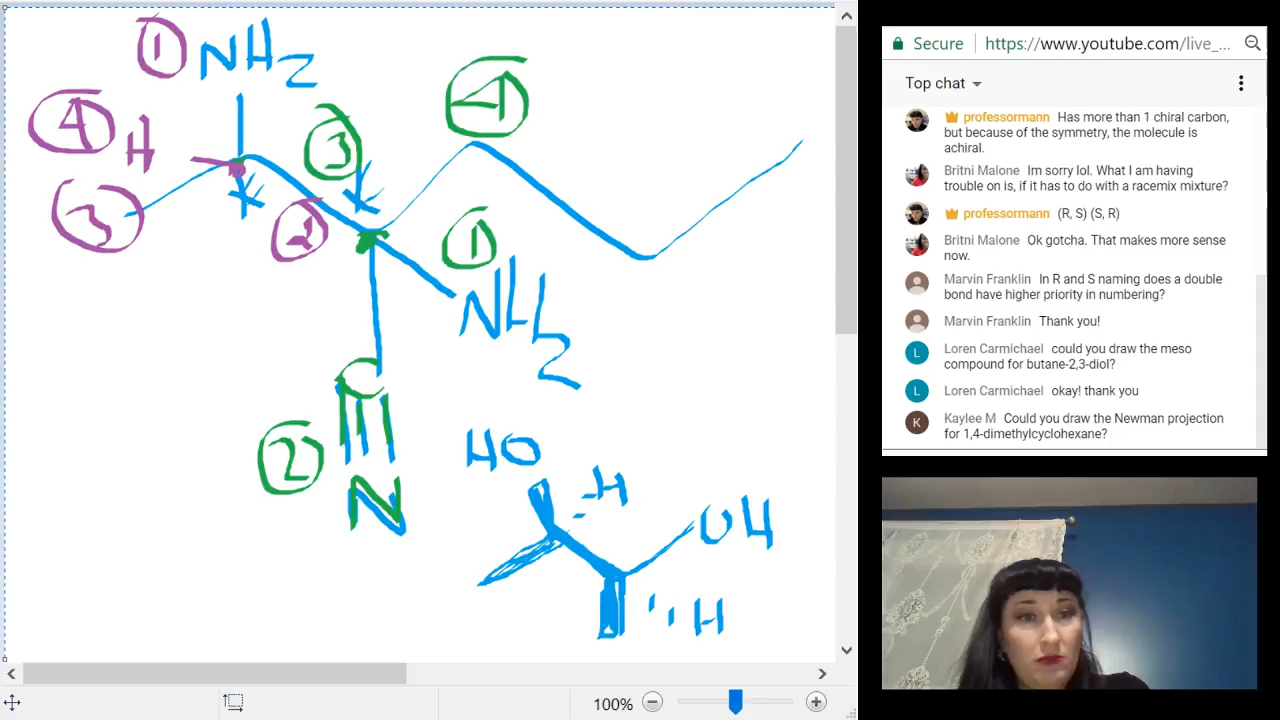 ① NH2
④ H
③
②
③
④
①
NH2
C
②
N
HO
H
OH
H
100%
Secure
https://www.youtube.com/live_...
Top chat
professormann Has more than 1 chiral carbon,
but because of the symmetry, the molecule is
achiral.
Britni Malone Im sorry lol. What I am having
trouble on is, if it has to do with a racemix mixture?
professormann (R, S) (S, R)
Britni Malone Ok gotcha. That makes more sense
now.
Marvin Franklin In R and S naming does a double
bond have higher priority in numbering?
Marvin Franklin Thank you!
L
Loren Carmichael could you draw the meso
compound for butane-2,3-diol?
L
Loren Carmichael okay! thank you
K
Kaylee M Could you draw the Newman projection
for 1,4-dimethylcyclohexane?